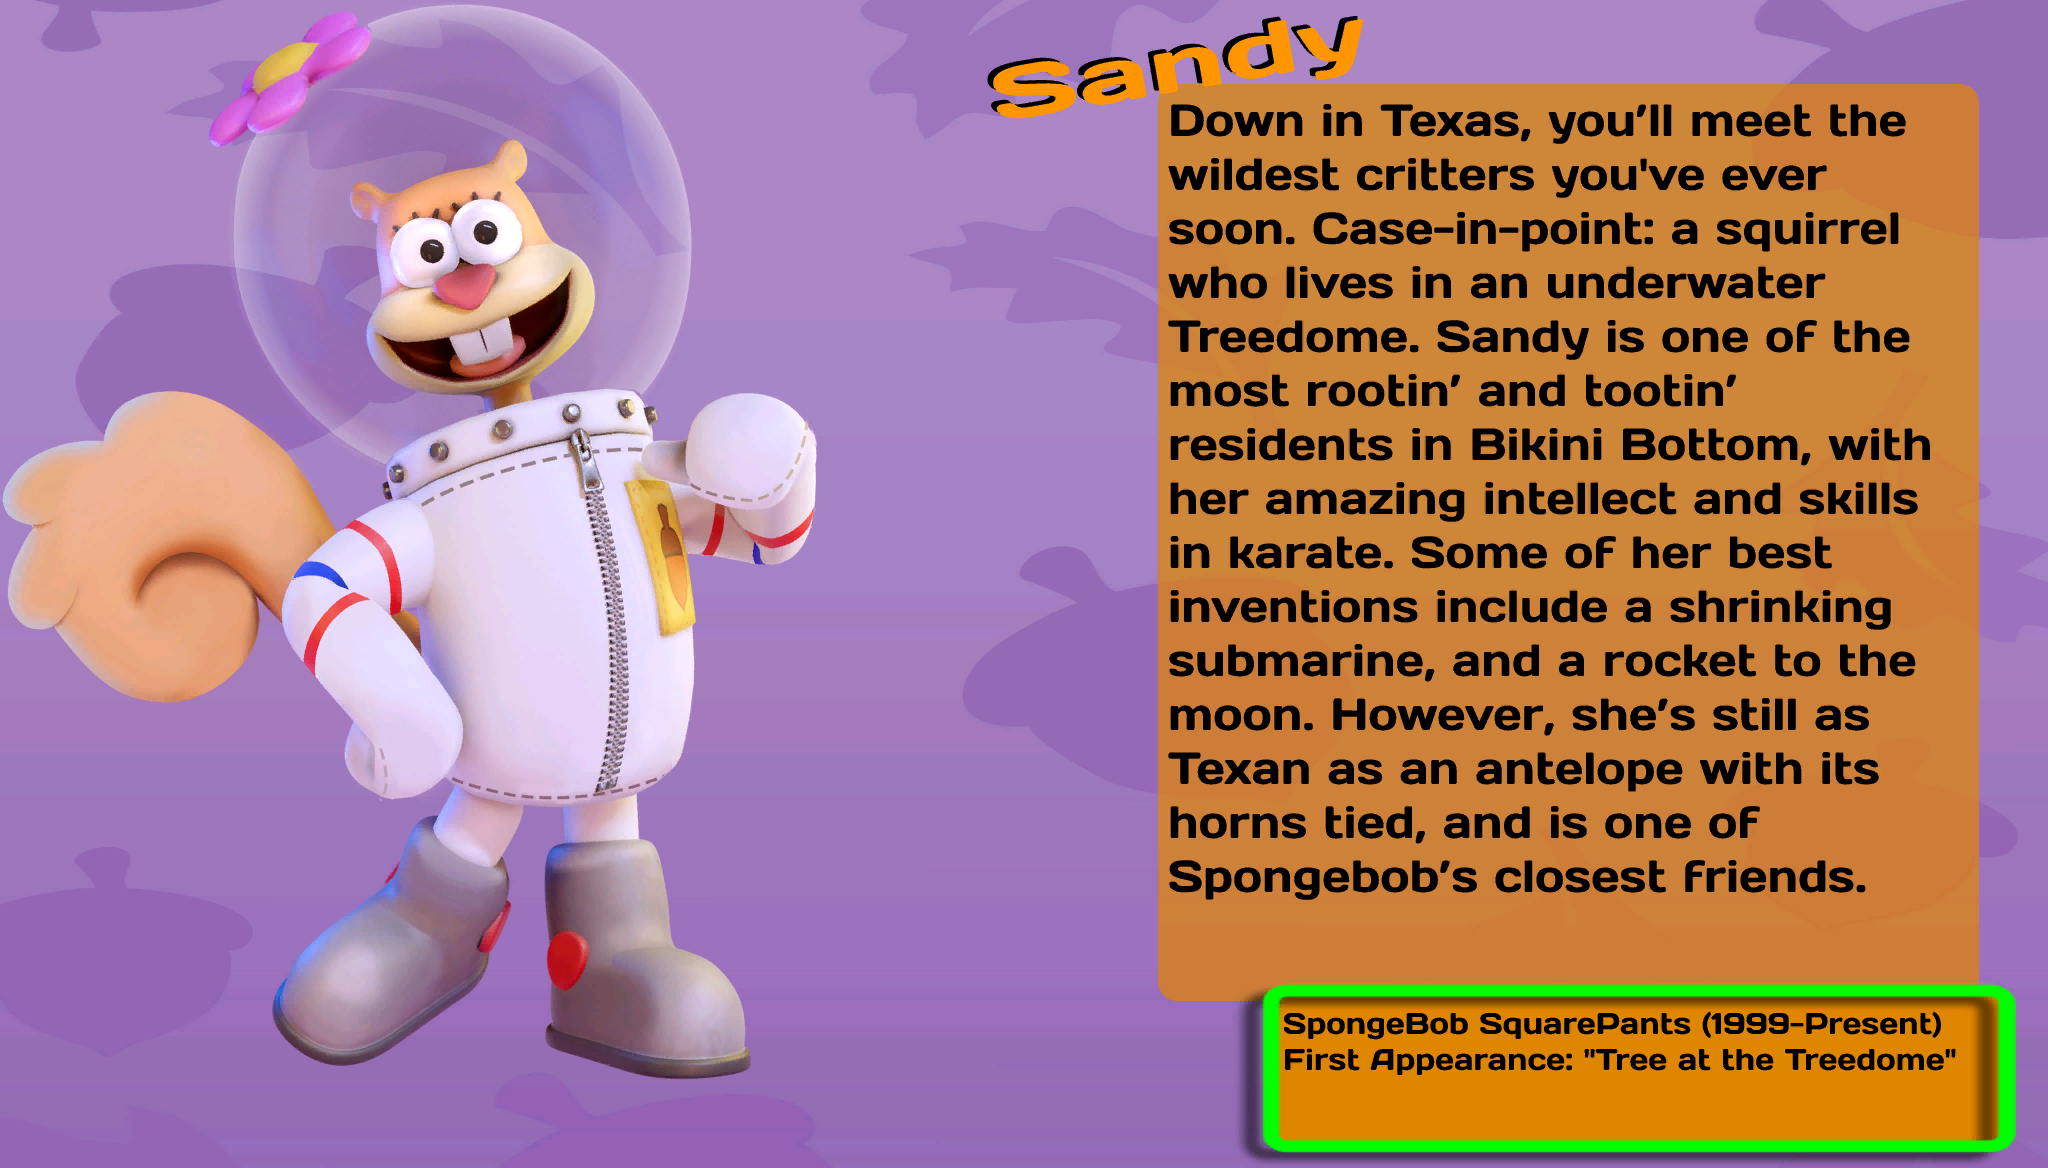 Sandy
Down in Texas, you’ll meet the
wildest critters you've ever
soon. Case-in-point: a squirrel
who lives in an underwater
Treedome. Sandy is one of the
most rootin’ and tootin’
residents in Bikini Bottom, with
her amazing intellect and skills
in karate. Some of her best
inventions include a shrinking
submarine, and a rocket to the
moon. However, she’s still as
Texan as an antelope with its
horns tied, and is one of
Spongebob’s closest friends.
SpongeBob SquarePants (1999-Present)
First Appearance: "Tree at the Treedome"